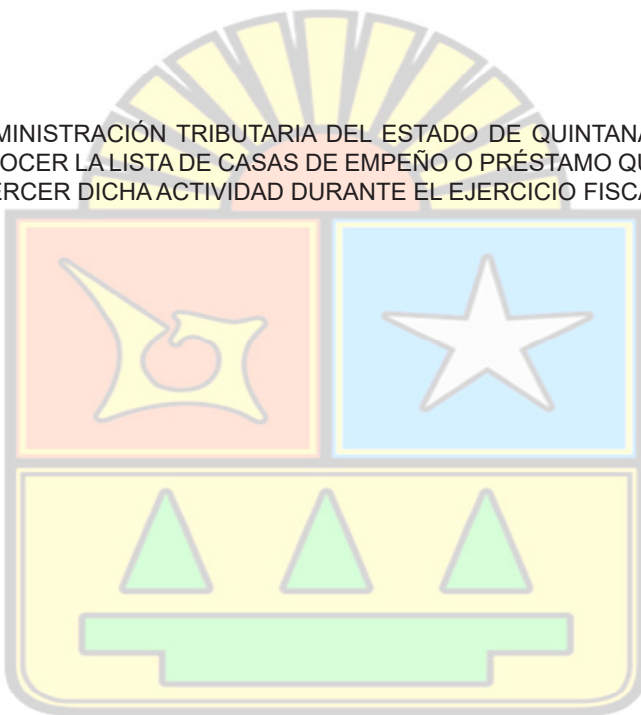 MINISTRACIÓN TRIBUTARIA DEL ESTADO DE QUINTANA
OCER LA LISTA DE CASAS DE EMPEÑO O PRÉSTAMO QU
ERCER DICHA ACTIVIDAD DURANTE EL EJERCICIO FISCA